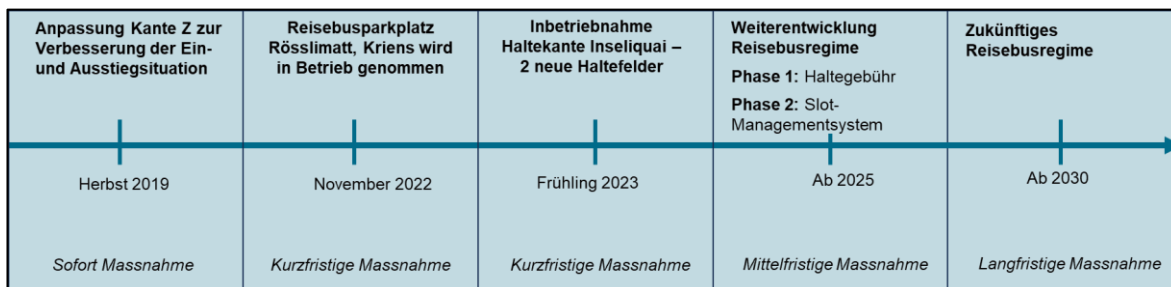 Anpassung Kante Z zur
Verbesserung der Ein-
und Ausstiegsituation
Herbst 2019
Sofort Massnahme
Reisebusparkplatz
Rösslimatt, Kriens wird
in Betrieb genommen
November 2022
Kurzfristige Massnahme
Inbetriebnahme
Haltekante Inseliquai –
2 neue Haltefelder
Frühling 2023
Kurzfristige Massnahme
Weiterentwicklung
Reisebusregime
Phase 1: Haltegebühr
Phase 2: Slot-
Managementsystem
Ab 2025
Mittelfristige Massnahme
Zukünftiges
Reisebusregime
Ab 2030
Langfristige Massnahme